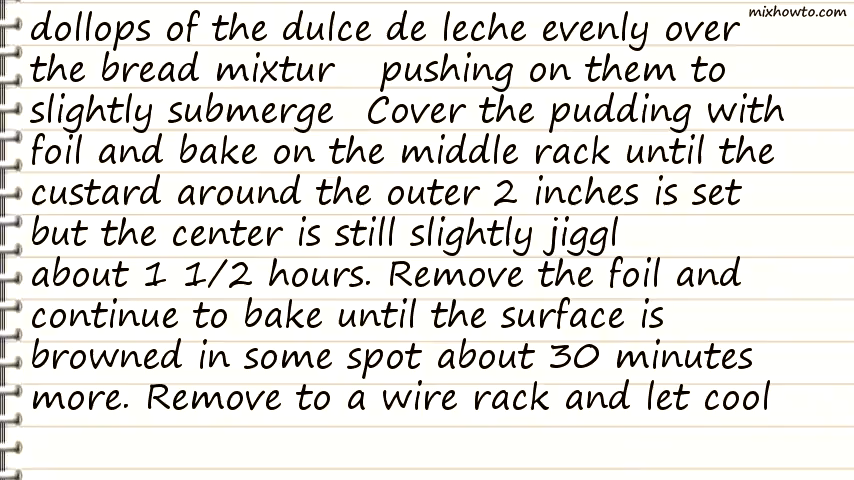 mixhowto.com
dollops of the dulce de leche evenly over
the bread mixtur pushing on them to
slightly submerge Cover the pudding with
foil and bake on the middle rack until the
custard around the outer 2 inches is set
but the center is still slightly jiggl
about 1 1/2 hours. Remove the foil and
continue to bake until the surface is
browned in some spot about 30 minutes
more. Remove to a wire rack and let cool